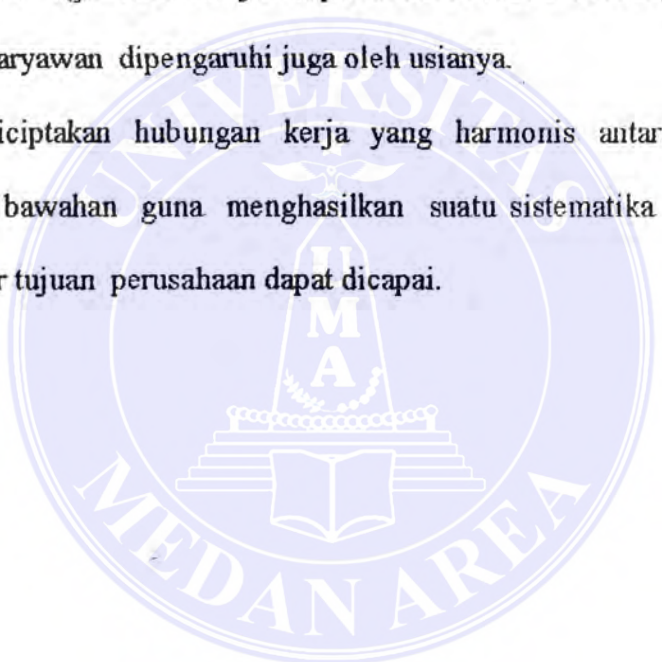 aryawan dipengaruhi juga oleh usianya.
iciptakan hubungan kerja yang harmonis antar
bawahan guna menghasilkan suatu sistematika
r tujuan perusahaan dapat dicapai.
UNIVERSITAS
U
M
A
MEDAN AREA